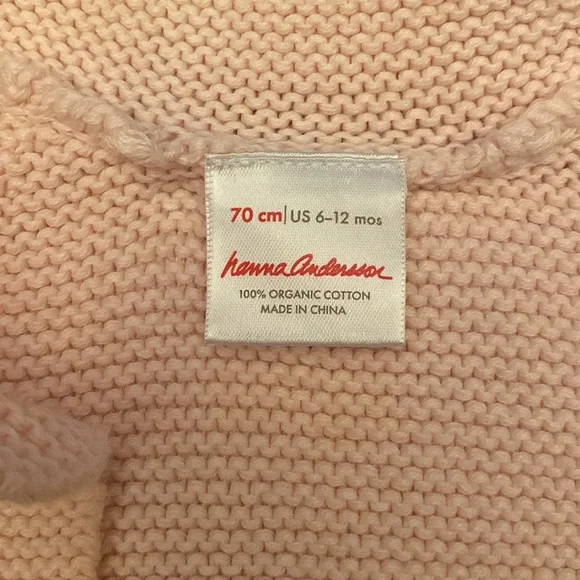 70 cm | US 6–12 mos
hanna Andersson
100% ORGANIC COTTON
MADE IN CHINA